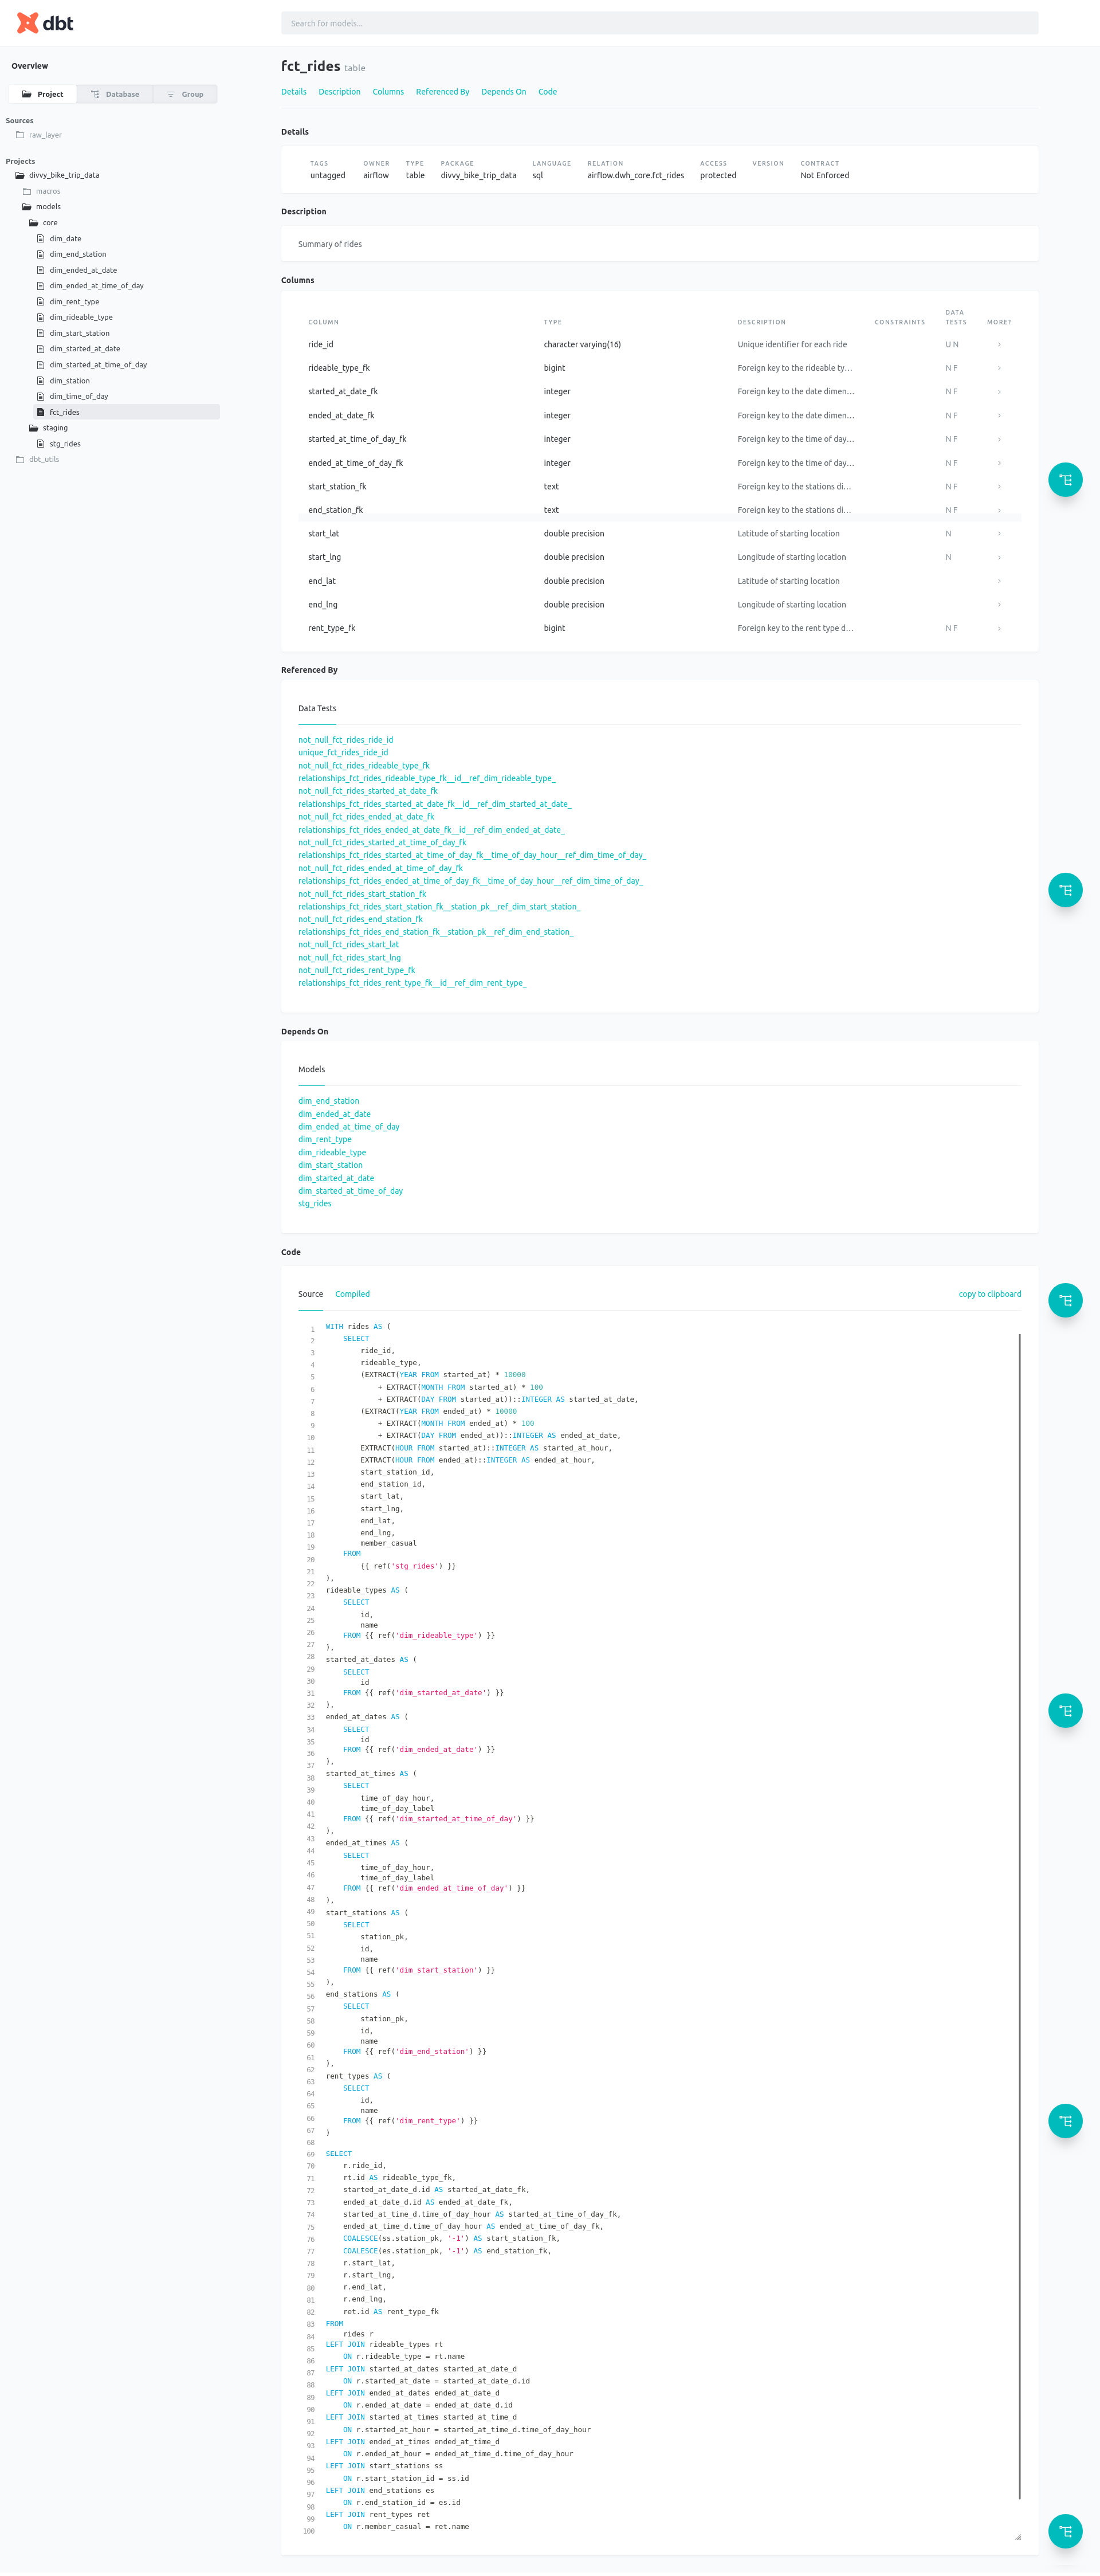 dbt
Search for models...
Overview
Project Database Group
Sources
raw_layer
Projects
divvy_bike_trip_data
macros
models
core
dim_date
dim_end_station
dim_ended_at_date
dim_ended_at_time_of_day
dim_rent_type
dim_rideable_type
dim_start_station
dim_started_at_date
dim_started_at_time_of_day
dim_station
dim_time_of_day
fct_rides
staging
stg_rides
dbt_utils
fct_rides table
Details Description Columns Referenced By Depends On Code
Details
TAGS OWNER TYPE PACKAGE LANGUAGE RELATION ACCESS VERSION CONTRACT
untagged airflow table divvy_bike_trip_data sql airflow.dwh_core.fct_rides protected Not Enforced
Description
Summary of rides
Columns
COLUMN TYPE DESCRIPTION CONSTRAINTS DATA TESTS MORE?
ride_id character varying(16) Unique identifier for each ride U N
rideable_type_fk bigint Foreign key to the rideable ty… N F
started_at_date_fk integer Foreign key to the date dimen… N F
ended_at_date_fk integer Foreign key to the date dimen… N F
started_at_time_of_day_fk integer Foreign key to the time of day… N F
ended_at_time_of_day_fk integer Foreign key to the time of day… N F
start_station_fk text Foreign key to the stations di… N F
end_station_fk text Foreign key to the stations di… N F
start_lat double precision Latitude of starting location N
start_lng double precision Longitude of starting location N
end_lat double precision Latitude of starting location
end_lng double precision Longitude of starting location
rent_type_fk bigint Foreign key to the rent type d… N F
Referenced By
Data Tests
not_null_fct_rides_ride_id
unique_fct_rides_ride_id
not_null_fct_rides_rideable_type_fk
relationships_fct_rides_rideable_type_fk__id__ref_dim_rideable_type_
not_null_fct_rides_started_at_date_fk
relationships_fct_rides_started_at_date_fk__id__ref_dim_started_at_date_
not_null_fct_rides_ended_at_date_fk
relationships_fct_rides_ended_at_date_fk__id__ref_dim_ended_at_date_
not_null_fct_rides_started_at_time_of_day_fk
relationships_fct_rides_started_at_time_of_day_fk__time_of_day_hour__ref_dim_time_of_day_
not_null_fct_rides_ended_at_time_of_day_fk
relationships_fct_rides_ended_at_time_of_day_fk__time_of_day_hour__ref_dim_time_of_day_
not_null_fct_rides_start_station_fk
relationships_fct_rides_start_station_fk__station_pk__ref_dim_start_station_
not_null_fct_rides_end_station_fk
relationships_fct_rides_end_station_fk__station_pk__ref_dim_end_station_
not_null_fct_rides_start_lat
not_null_fct_rides_start_lng
not_null_fct_rides_rent_type_fk
relationships_fct_rides_rent_type_fk__id__ref_dim_rent_type_
Depends On
Models
dim_end_station
dim_ended_at_date
dim_ended_at_time_of_day
dim_rent_type
dim_rideable_type
dim_start_station
dim_started_at_date
dim_started_at_time_of_day
stg_rides
Code
Source Compiled copy to clipboard
1 WITH rides AS (
2 SELECT
3 ride_id,
4 rideable_type,
5 (EXTRACT(YEAR FROM started_at) * 10000
6 + EXTRACT(MONTH FROM started_at) * 100
7 + EXTRACT(DAY FROM started_at))::INTEGER AS started_at_date,
8 (EXTRACT(YEAR FROM ended_at) * 10000
9 + EXTRACT(MONTH FROM ended_at) * 100
10 + EXTRACT(DAY FROM ended_at))::INTEGER AS ended_at_date,
11 EXTRACT(HOUR FROM started_at)::INTEGER AS started_at_hour,
12 EXTRACT(HOUR FROM ended_at)::INTEGER AS ended_at_hour,
13 start_station_id,
14 end_station_id,
15 start_lat,
16 start_lng,
17 end_lat,
18 end_lng,
19 member_casual
20 FROM
21 {{ ref('stg_rides') }}
22 ),
23 rideable_types AS (
24 SELECT
25 id,
26 name
27 FROM {{ ref('dim_rideable_type') }}
28 ),
29 started_at_dates AS (
30 SELECT
31 id
32 FROM {{ ref('dim_started_at_date') }}
33 ),
34 ended_at_dates AS (
35 SELECT
36 id
37 FROM {{ ref('dim_ended_at_date') }}
38 ),
39 started_at_times AS (
40 SELECT
41 time_of_day_hour,
42 time_of_day_label
43 FROM {{ ref('dim_started_at_time_of_day') }}
44 ),
45 ended_at_times AS (
46 SELECT
47 time_of_day_hour,
48 time_of_day_label
49 FROM {{ ref('dim_ended_at_time_of_day') }}
50 ),
51 start_stations AS (
52 SELECT
53 station_pk,
54 id,
55 name
56 FROM {{ ref('dim_start_station') }}
57 ),
58 end_stations AS (
59 SELECT
60 station_pk,
61 id,
62 name
63 FROM {{ ref('dim_end_station') }}
64 ),
65 rent_types AS (
66 SELECT
67 id,
68 name
69 FROM {{ ref('dim_rent_type') }}
70 )
71
72 SELECT
73 r.ride_id,
74 rt.id AS rideable_type_fk,
75 started_at_date_d.id AS started_at_date_fk,
76 ended_at_date_d.id AS ended_at_date_fk,
77 started_at_time_d.time_of_day_hour AS started_at_time_of_day_fk,
78 ended_at_time_d.time_of_day_hour AS ended_at_time_of_day_fk,
79 COALESCE(ss.station_pk, '-1') AS start_station_fk,
80 COALESCE(es.station_pk, '-1') AS end_station_fk,
81 r.start_lat,
82 r.start_lng,
83 r.end_lat,
84 r.end_lng,
85 ret.id AS rent_type_fk
86 FROM
87 rides r
88 LEFT JOIN rideable_types rt
89 ON r.rideable_type = rt.name
90 LEFT JOIN started_at_dates started_at_date_d
91 ON r.started_at_date = started_at_date_d.id
92 LEFT JOIN ended_at_dates ended_at_date_d
93 ON r.ended_at_date = ended_at_date_d.id
94 LEFT JOIN started_at_times started_at_time_d
95 ON r.started_at_hour = started_at_time_d.time_of_day_hour
96 LEFT JOIN ended_at_times ended_at_time_d
97 ON r.ended_at_hour = ended_at_time_d.time_of_day_hour
98 LEFT JOIN start_stations ss
99 ON r.start_station_id = ss.id
100 LEFT JOIN end_stations es
ON r.end_station_id = es.id
LEFT JOIN rent_types ret
ON r.member_casual = ret.name